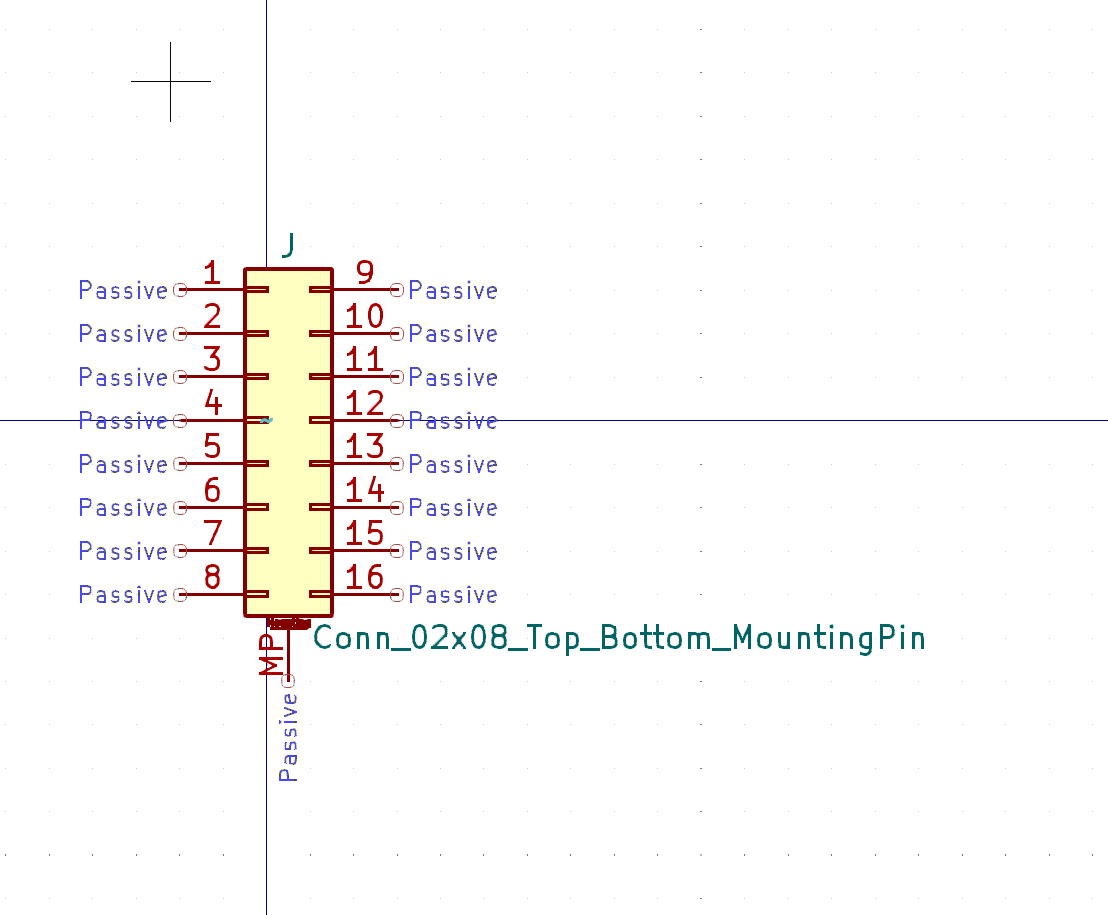 J
Passive 1 9 Passive
Passive 2 10 Passive
Passive 3 11 Passive
Passive 4 12 Passive
Passive 5 13 Passive
Passive 6 14 Passive
Passive 7 15 Passive
Passive 8 16 Passive
MP Conn_02x08_Top_Bottom_MountingPin
Passive